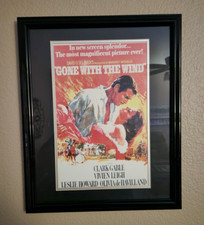 In new screen splendor...
The most magnificent picture ever!
"GONE WITH THE WIND"
CLARK GABLE
VIVIEN LEIGH
LESLIE HOWARD OLIVIA de HAVILLAND